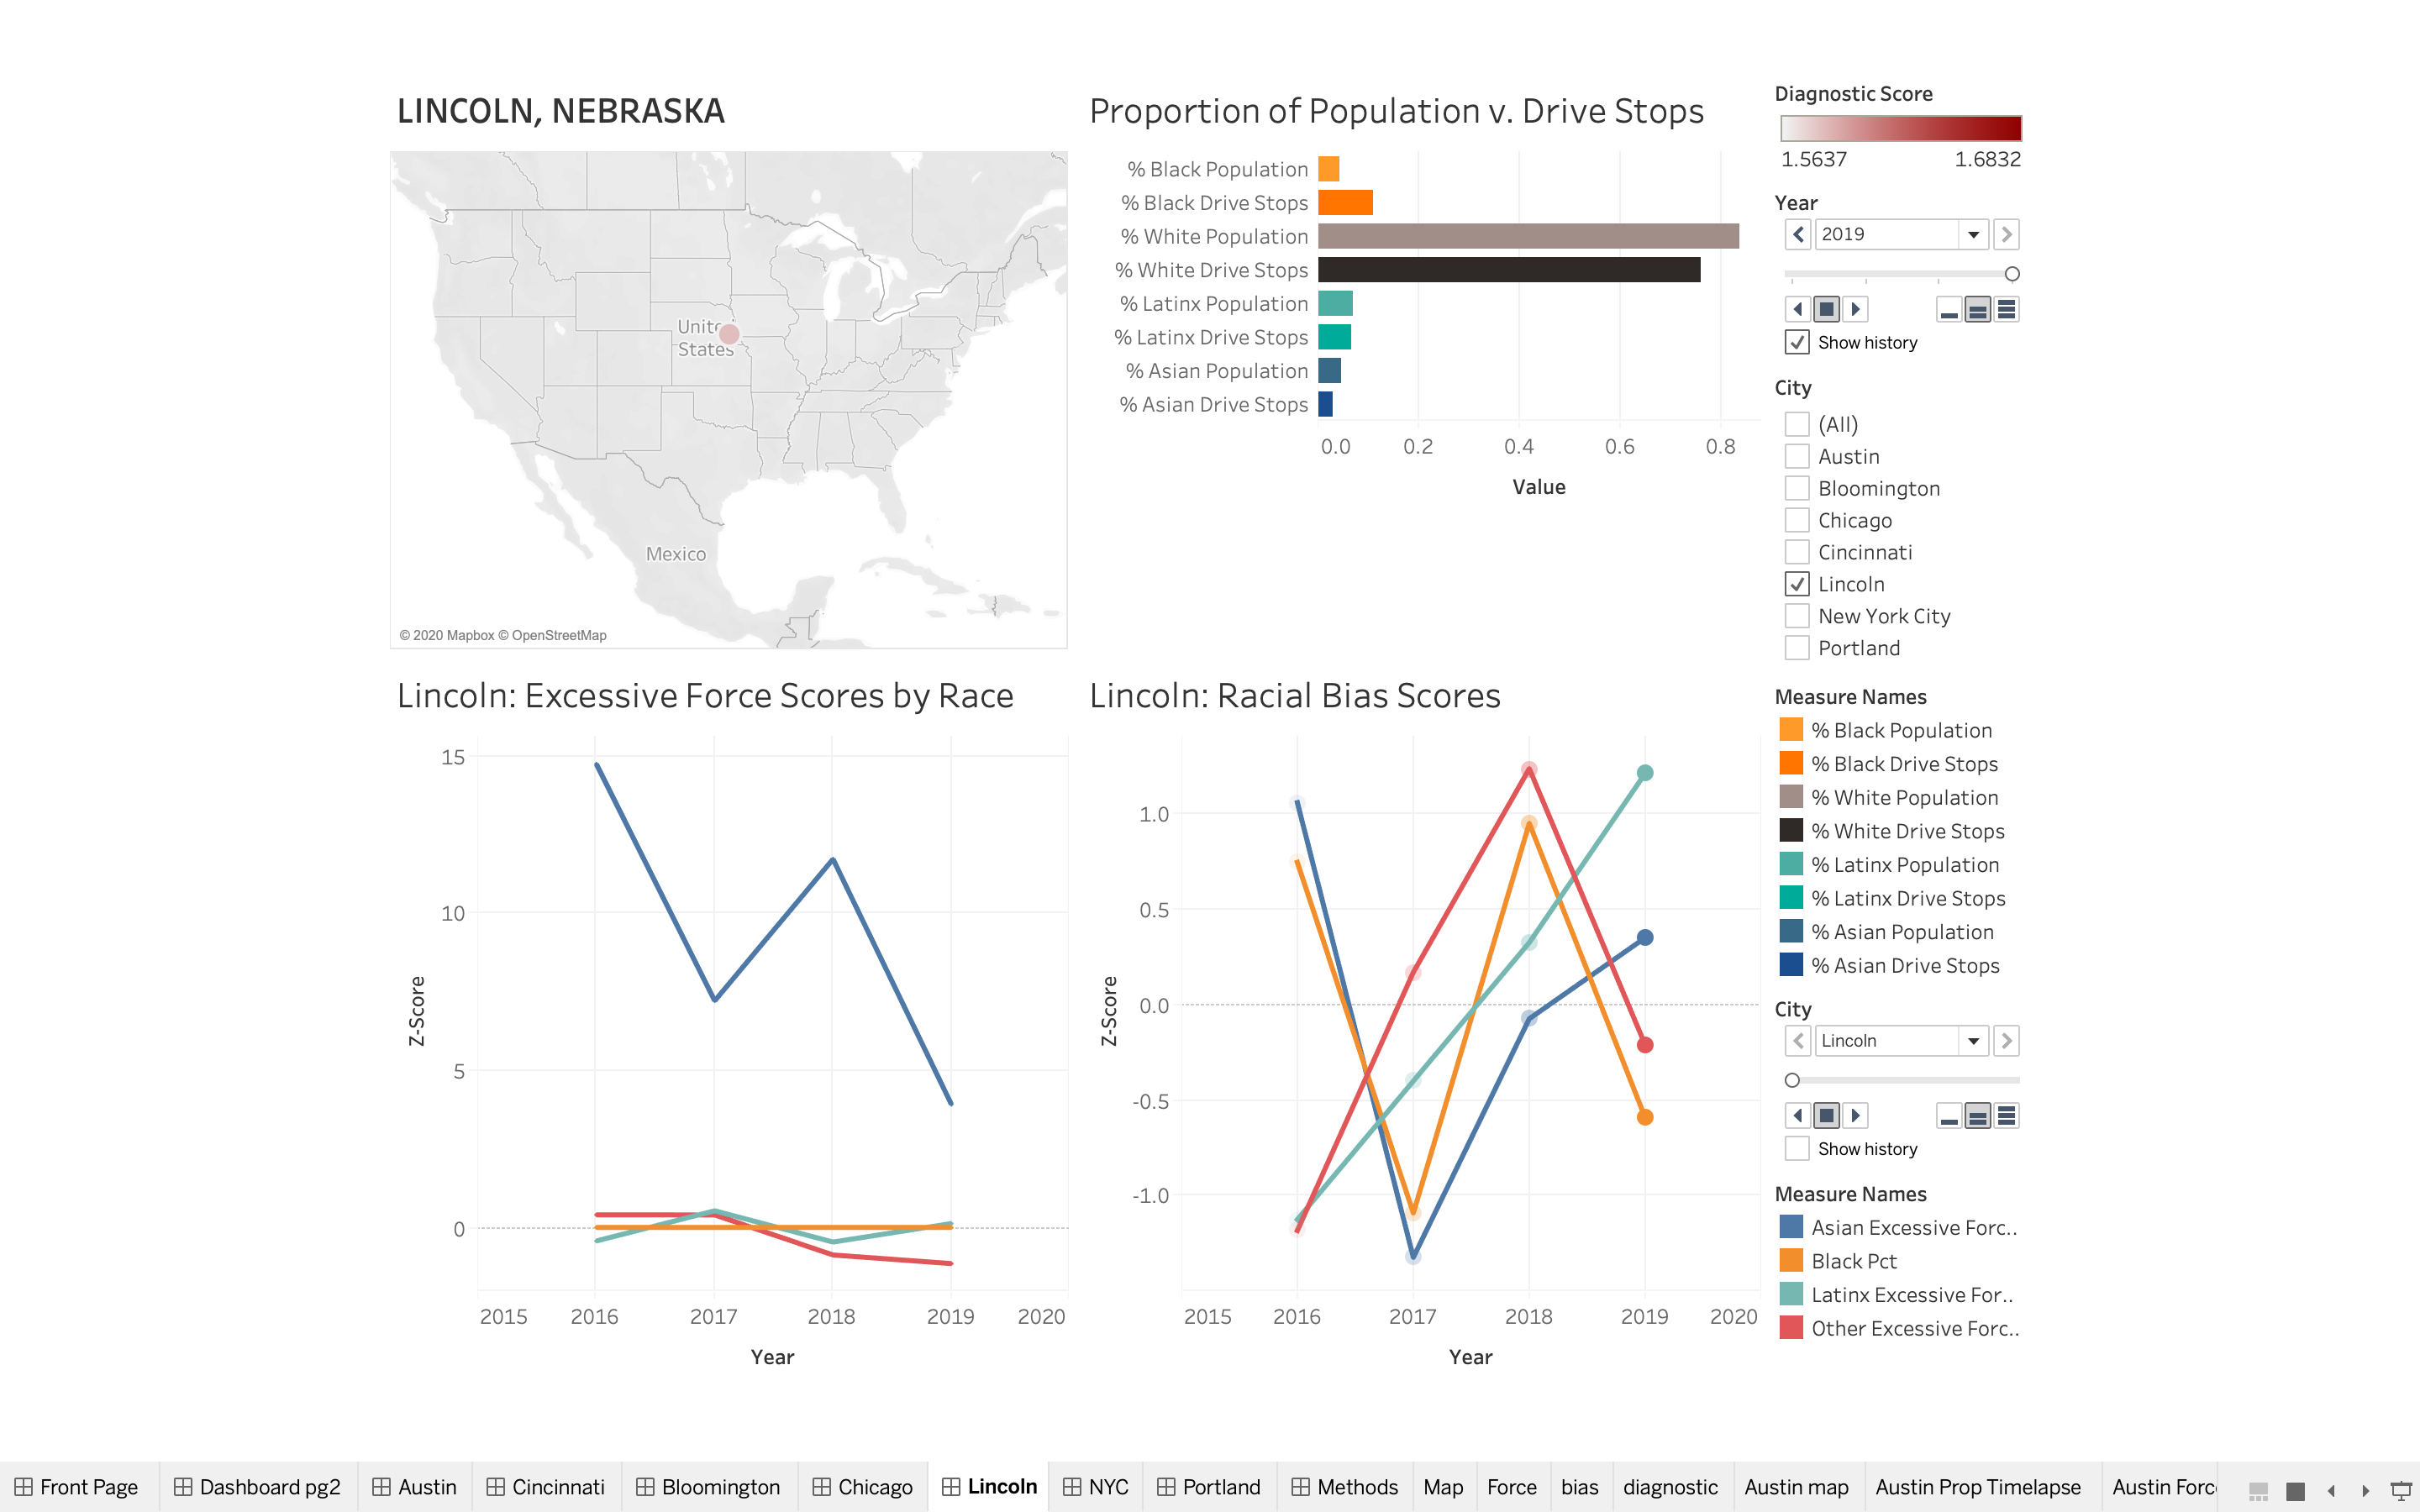 LINCOLN, NEBRASKA
United
States
Mexico
© 2020 Mapbox © OpenStreetMap
Proportion of Population v. Drive Stops
% Black Population
% Black Drive Stops
% White Population
% White Drive Stops
% Latinx Population
% Latinx Drive Stops
% Asian Population
% Asian Drive Stops
0.0 0.2 0.4 0.6 0.8
Value
Diagnostic Score
1.5637 1.6832
Year
2019
Show history
City
(All)
Austin
Bloomington
Chicago
Cincinnati
Lincoln
New York City
Portland
Lincoln: Excessive Force Scores by Race
15
10
5
0
Z-Score
2015 2016 2017 2018 2019 2020
Year
Lincoln: Racial Bias Scores
1.0
0.5
0.0
-0.5
-1.0
Z-Score
2015 2016 2017 2018 2019 2020
Year
Measure Names
% Black Population
% Black Drive Stops
% White Population
% White Drive Stops
% Latinx Population
% Latinx Drive Stops
% Asian Population
% Asian Drive Stops
City
Lincoln
Show history
Measure Names
Asian Excessive Forc..
Black Pct
Latinx Excessive For..
Other Excessive Forc..
Front Page Dashboard pg2 Austin Cincinnati Bloomington Chicago Lincoln NYC Portland Methods Map Force bias diagnostic Austin map Austin Prop Timelapse Austin Forc